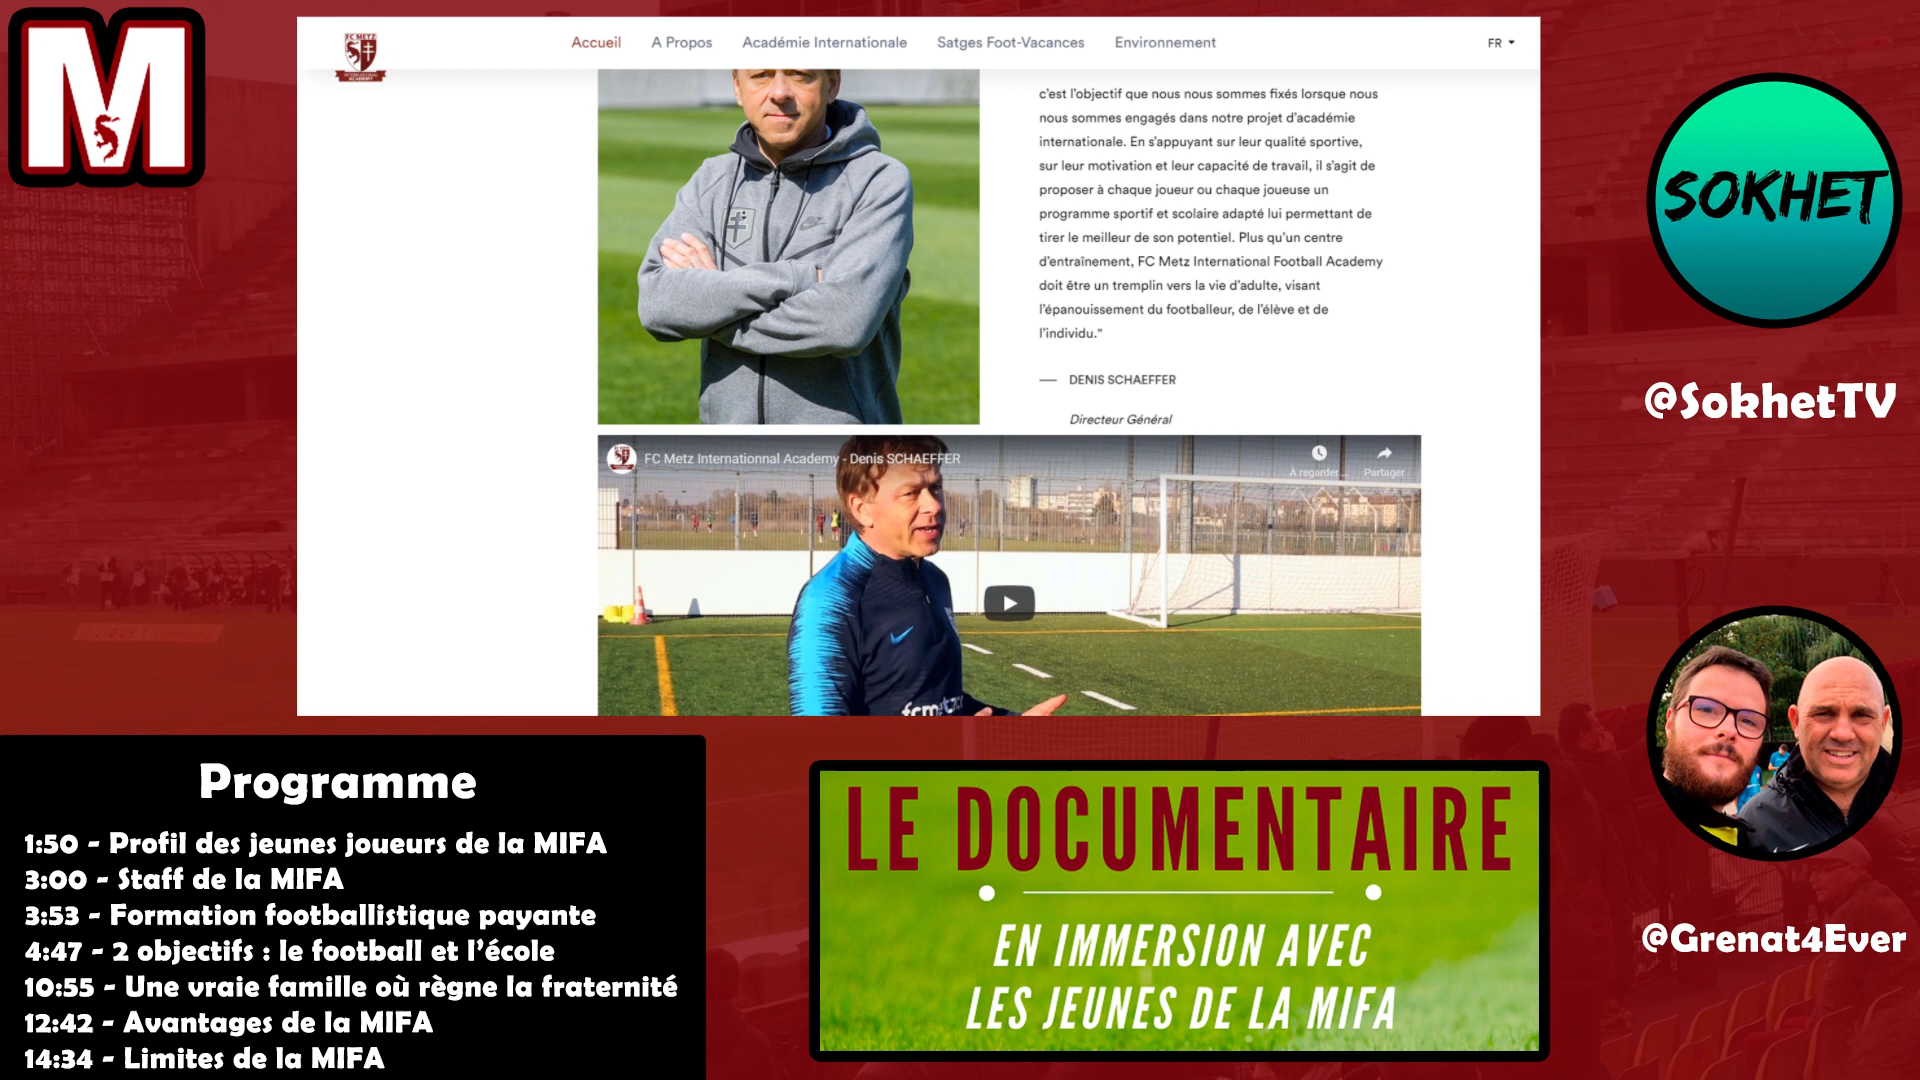 M
FC METZ
INTERNATIONAL
ACADEMY
Accueil
A Propos
Académie Internationale
Satges Foot-Vacances
Environnement
FR
c'est l'objectif que nous nous sommes fixés lorsque nous
nous sommes engagés dans notre projet d'académie
internationale. En s'appuyant sur leur qualité sportive,
sur leur motivation et leur capacité de travail, il s'agit de
proposer à chaque joueur ou chaque joueuse un
programme sportif et scolaire adapté lui permettant de
tirer le meilleur de son potentiel. Plus qu'un centre
d'entraînement, FC Metz International Football Academy
doit être un tremplin vers la vie d'adulte, visant
l'épanouissement du footballeur, de l'élève et de
l'individu."
DENIS SCHAEFFER
Directeur Général
FC Metz Internationnal Academy - Denis SCHAEFFER
À regarder...
Partager
SOKHET
@SokhetTV
@Grenat4Ever
Programme
1:50 - Profil des jeunes joueurs de la MIFA
3:00 - Staff de la MIFA
3:53 - Formation footballistique payante
4:47 - 2 objectifs : le football et l'école
10:55 - Une vraie famille où règne la fraternité
12:42 - Avantages de la MIFA
14:34 - Limites de la MIFA
LE DOCUMENTAIRE
EN IMMERSION AVEC
LES JEUNES DE LA MIFA